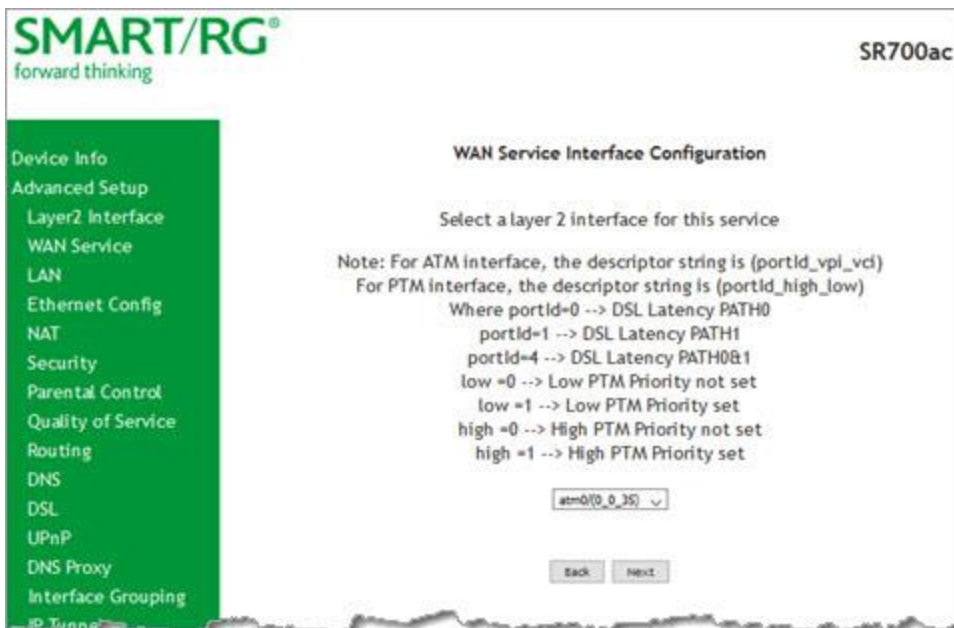 SMART/RG®
forward thinking
SR700ac
Device Info
Advanced Setup
Layer2 Interface
WAN Service
LAN
Ethernet Config
NAT
Security
Parental Control
Quality of Service
Routing
DNS
DSL
UPnP
DNS Proxy
Interface Grouping
WAN Service Interface Configuration
Select a layer 2 interface for this service
Note: For ATM interface, the descriptor string is (portId_vpi_vci)
For PTM interface, the descriptor string is (portId_high_low)
Where portId=0 --> DSL Latency PATH0
portId=1 --> DSL Latency PATH1
portId=4 --> DSL Latency PATH0&1
low =0 --> Low PTM Priority not set
low =1 --> Low PTM Priority set
high =0 --> High PTM Priority not set
high =1 --> High PTM Priority set
atm0/(0_0_35)
Back Next